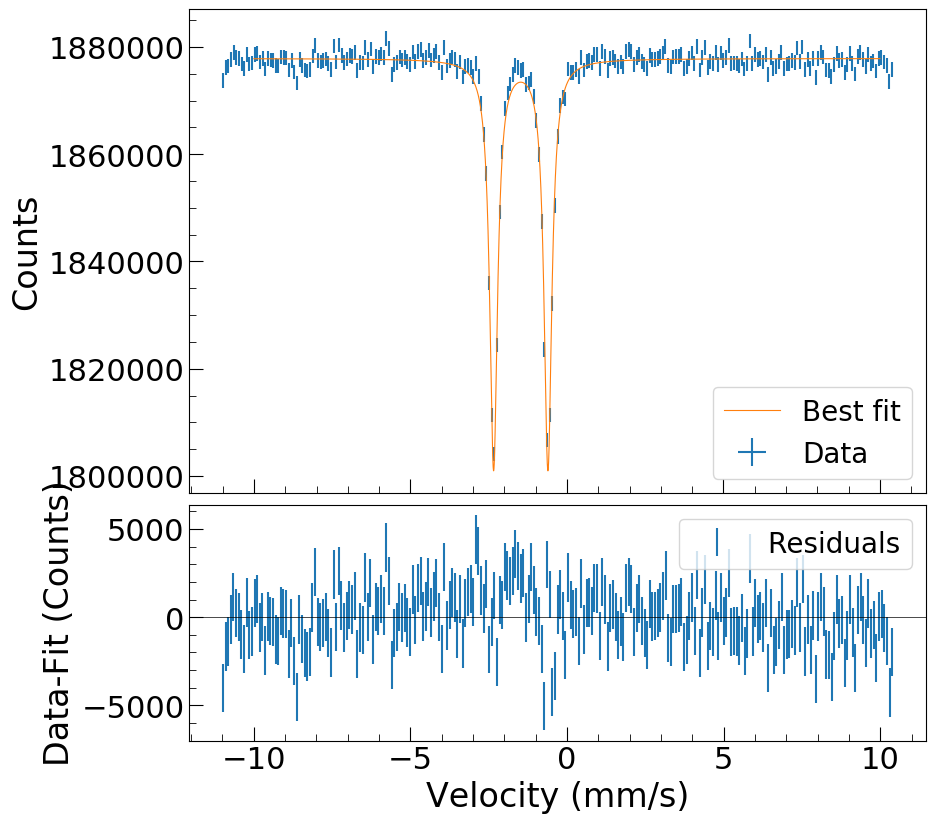 1880000
1860000
1840000
1820000
1800000
Counts
Best fit
Data
5000
0
−5000
Data-Fit (Counts)
Residuals
−10
−5
0
5
10
Velocity (mm/s)